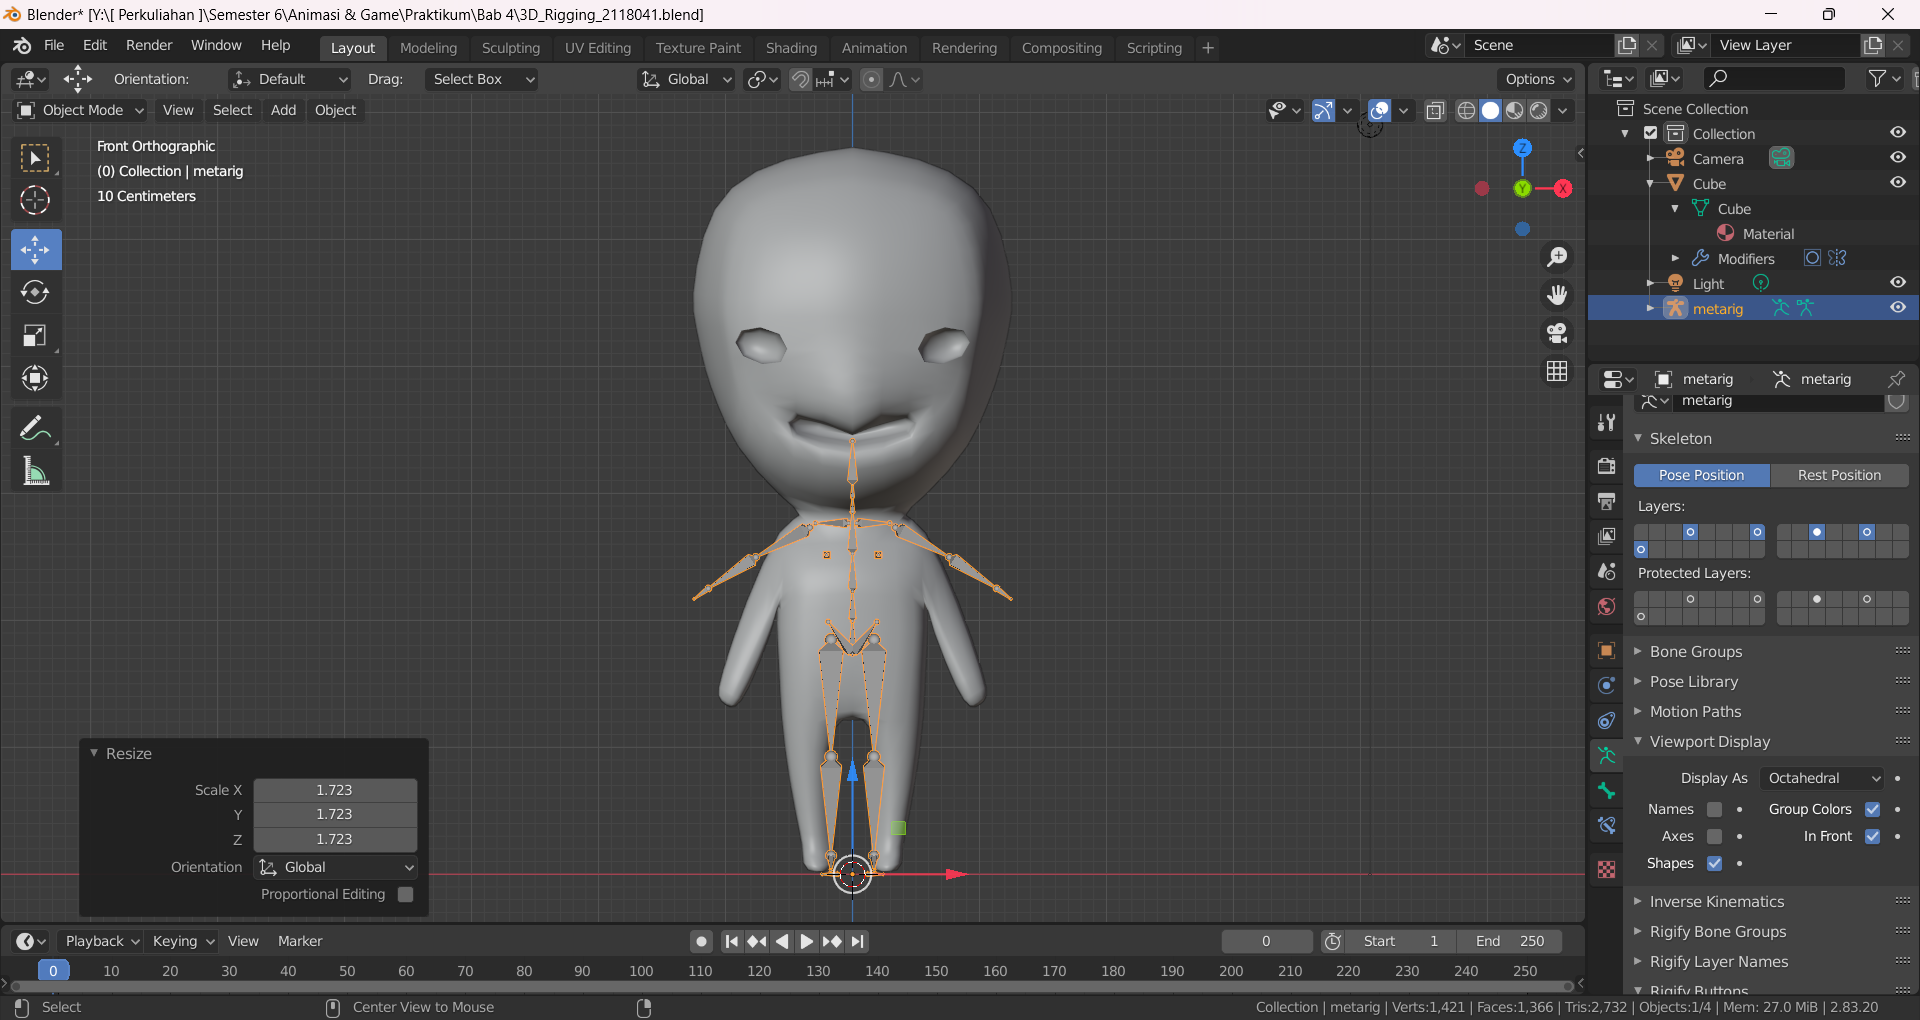 Blender* [Y:\[ Perkuliahan ]\Semester 6\Animasi & Game\Praktikum\Bab 4\3D_Rigging_2118041.blend]
File Edit Render Window Help Layout Modeling Sculpting UV Editing Texture Paint Shading Animation Rendering Compositing Scripting + Scene View Layer
Orientation: Default Drag: Select Box Global Options
Object Mode View Select Add Object
Front Orthographic
(0) Collection | metarig
10 Centimeters
Z
Y
X
Scene Collection
Collection
Camera
Cube
Cube
Material
Modifiers
Light
metarig
metarig metarig
metarig
Skeleton
Pose Position Rest Position
Layers:
Protected Layers:
Bone Groups
Pose Library
Motion Paths
Viewport Display
Display As Octahedral
Names Group Colors
Axes In Front
Shapes
Inverse Kinematics
Rigify Bone Groups
Rigify Layer Names
Rigify Buttons
Resize
Scale X 1.723
Y 1.723
Z 1.723
Orientation Global
Proportional Editing
Playback Keying View Marker 0 Start 1 End 250
0 10 20 30 40 50 60 70 80 90 100 110 120 130 140 150 160 170 180 190 200 210 220 230 240 250
Select Center View to Mouse Collection | metarig | Verts:1,421 | Faces:1,366 | Tris:2,732 | Objects:1/4 | Mem: 27.0 MiB | 2.83.20